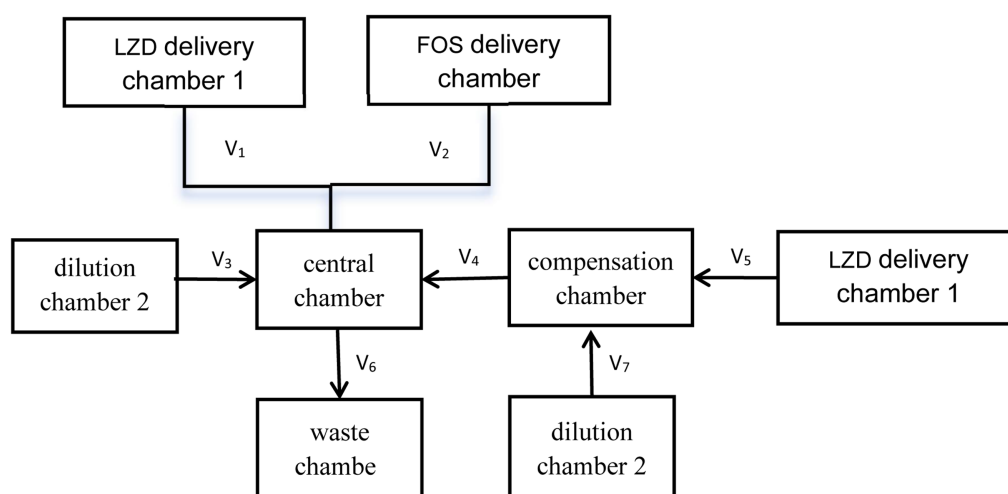 LZD delivery
chamber 1
FOS delivery
chamber
V₁
V₂
dilution
chamber 2
V₃
central
chamber
V₄
compensation
chamber
V₅
LZD delivery
chamber 1
V₆
V₇
waste
chambe
dilution
chamber 2